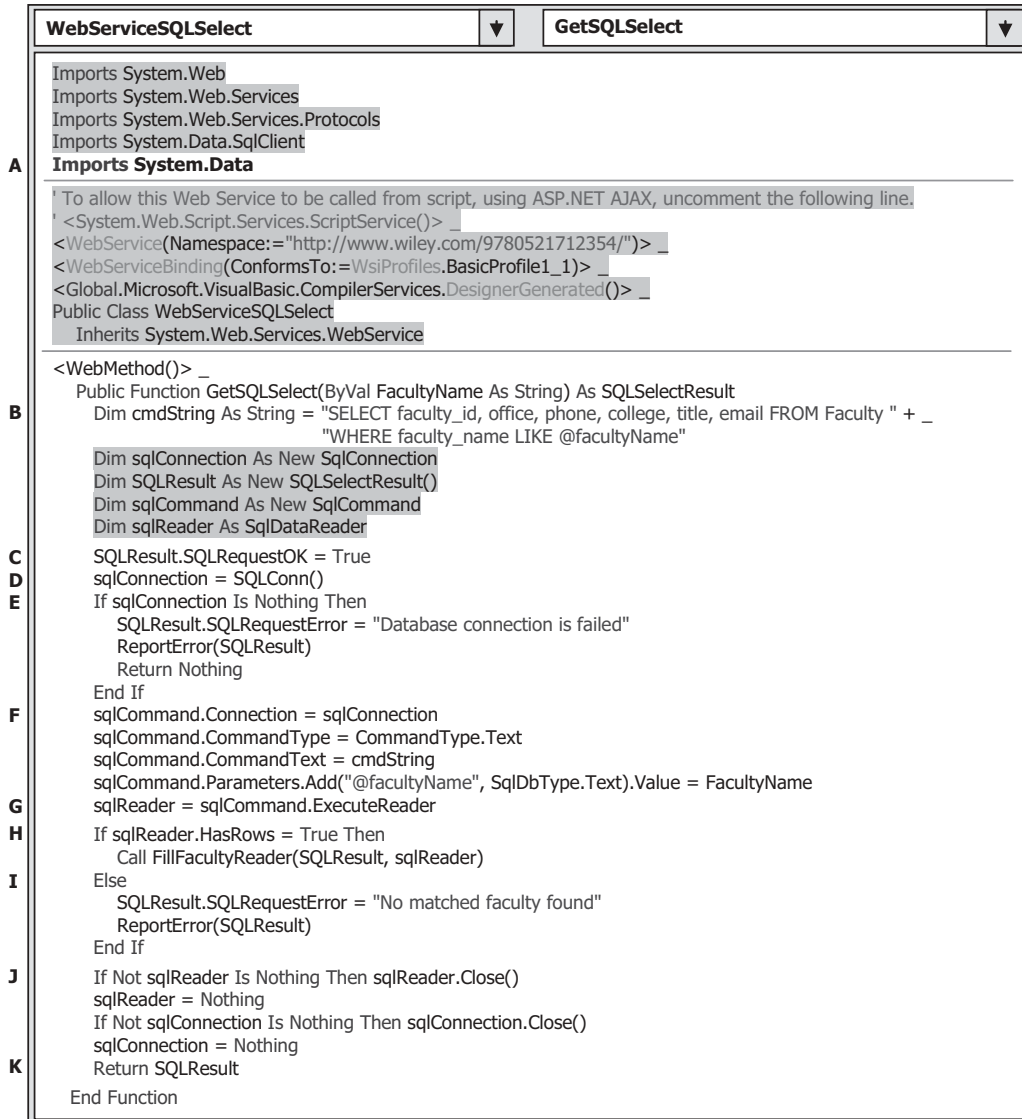 WebServiceSQLSelect GetSQLSelect
Imports System.Web
Imports System.Web.Services
Imports System.Web.Services.Protocols
Imports System.Data.SqlClient
A Imports System.Data
' To allow this Web Service to be called from script, using ASP.NET AJAX, uncomment the following line.
' <System.Web.Script.Services.ScriptService()> _
<WebService(Namespace:="http://www.wiley.com/9780521712354/")> _
<WebServiceBinding(ConformsTo:=WsiProfiles.BasicProfile1_1)> _
<Global.Microsoft.VisualBasic.CompilerServices.DesignerGenerated()> _
Public Class WebServiceSQLSelect
Inherits System.Web.Services.WebService
<WebMethod()> _
Public Function GetSQLSelect(ByVal FacultyName As String) As SQLSelectResult
B Dim cmdString As String = "SELECT faculty_id, office, phone, college, title, email FROM Faculty " + _
"WHERE faculty_name LIKE @facultyName"
Dim sqlConnection As New SqlConnection
Dim SQLResult As New SQLSelectResult()
Dim sqlCommand As New SqlCommand
Dim sqlReader As SqlDataReader
C SQLResult.SQLRequestOK = True
D sqlConnection = SQLConn()
E If sqlConnection Is Nothing Then
SQLResult.SQLRequestError = "Database connection is failed"
ReportError(SQLResult)
Return Nothing
End If
F sqlCommand.Connection = sqlConnection
sqlCommand.CommandType = CommandType.Text
sqlCommand.CommandText = cmdString
sqlCommand.Parameters.Add("@facultyName", SqlDbType.Text).Value = FacultyName
G sqlReader = sqlCommand.ExecuteReader
H If sqlReader.HasRows = True Then
Call FillFacultyReader(SQLResult, sqlReader)
I Else
SQLResult.SQLRequestError = "No matched faculty found"
ReportError(SQLResult)
End If
J If Not sqlReader Is Nothing Then sqlReader.Close()
sqlReader = Nothing
If Not sqlConnection Is Nothing Then sqlConnection.Close()
sqlConnection = Nothing
K Return SQLResult
End Function